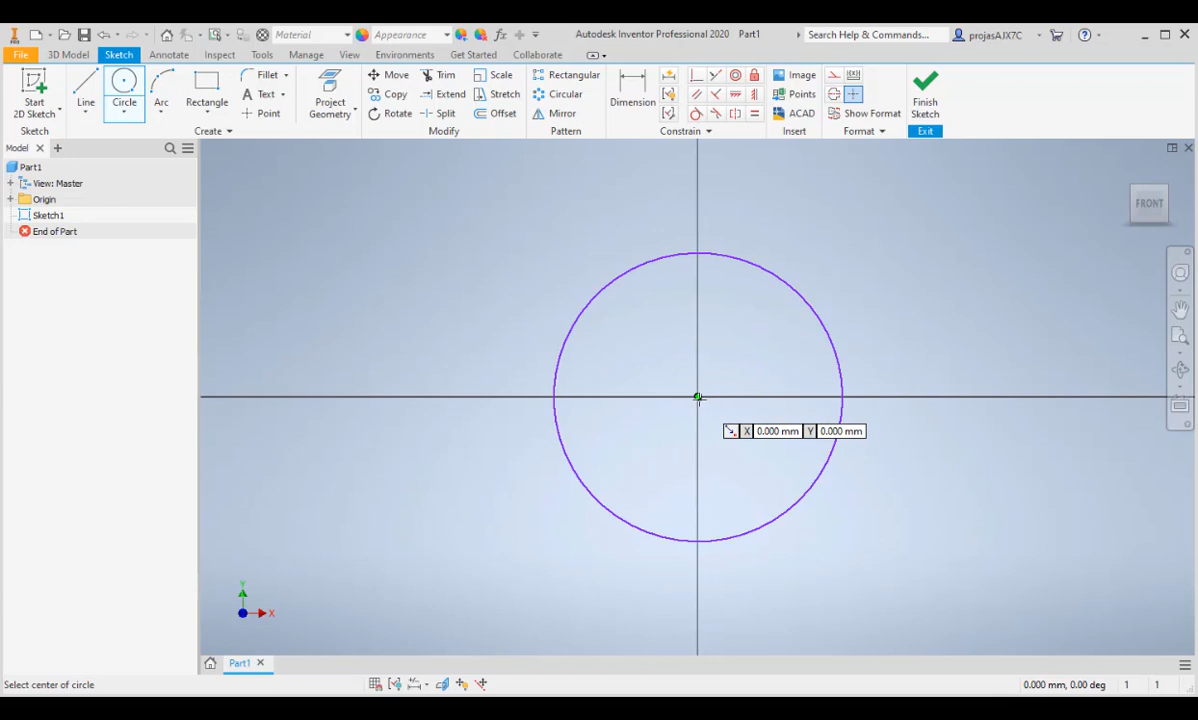 Material
Appearance
Autodesk Inventor Professional 2020 Part1
Search Help & Commands...
projasAJX7C
File
3D Model
Sketch
Annotate
Inspect
Tools
Manage
View
Environments
Get Started
Collaborate
Start
2D Sketch
Line
Circle
Arc
Rectangle
Fillet
Text
Point
Project
Geometry
Move
Copy
Rotate
Trim
Extend
Split
Scale
Stretch
Offset
Rectangular
Circular
Mirror
Dimension
Image
Points
ACAD
Show Format
Finish
Sketch
Sketch
Create
Modify
Pattern
Constrain
Insert
Format
Exit
Model
Part1
View: Master
Origin
Sketch1
End of Part
FRONT
X 0.000 mm Y 0.000 mm
Y
X
Part1
Select center of circle
0.000 mm, 0.00 deg 1 1